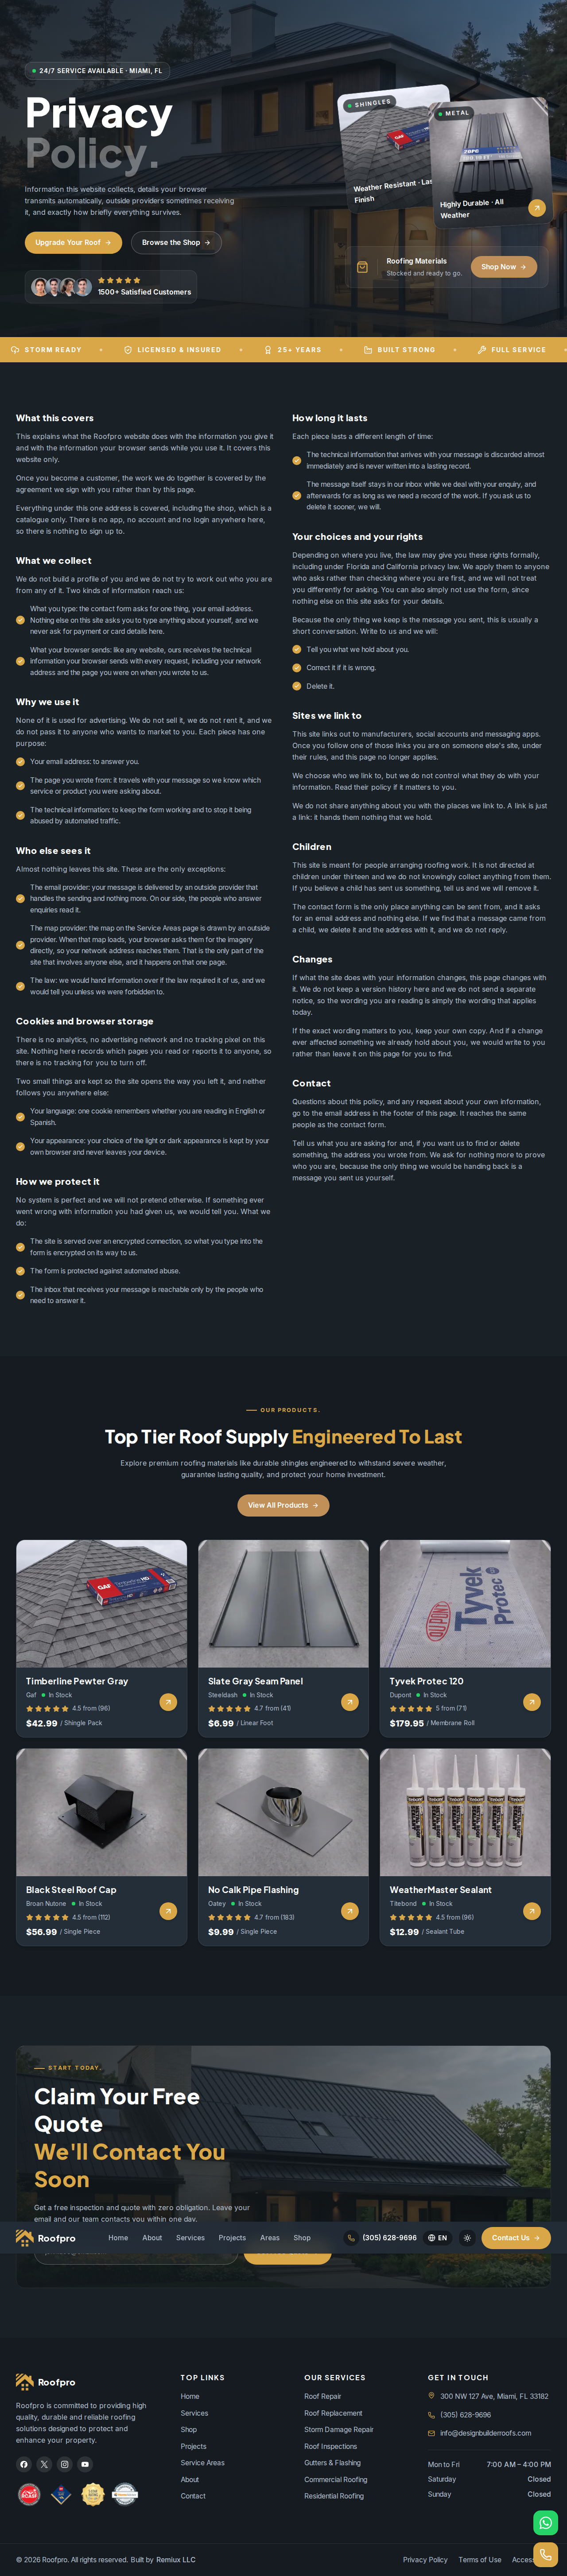 24/7 SERVICE AVAILABLE · MIAMI, FL
Privacy
Policy.
Information this website collects, details your browser
transmits automatically, outside providers sometimes receiving
it, and exactly how briefly everything survives.
Upgrade Your Roof
Browse the Shop
1500+ Satisfied Customers
SHINGLES
Weather Resistant · Las
Finish
METAL
Highly Durable · All
Weather
Roofing Materials
Stocked and ready to go.
Shop Now
STORM READY
LICENSED & INSURED
25+ YEARS
BUILT STRONG
FULL SERVICE
What this covers
This explains what the Roofpro website does with the information you give it
and with the information your browser sends while you use it. It covers this
website only.
Once you become a customer, the work we do together is covered by the
agreement we sign with you rather than by this page.
Everything under this one address is covered, including the shop, which is a
catalogue only. There is no app, no account and no login anywhere here,
so there is nothing to sign up to.
What we collect
We do not build a profile of you and we do not try to work out who you are
from any of it. Two kinds of information reach us:
What you type: the contact form asks for one thing, your email address.
Nothing else on this site asks you to type anything about yourself, and we
never ask for payment or card details here.
What your browser sends: like any website, ours receives the technical
information your browser sends with every request, including your network
address and the page you were on when you wrote to us.
Why we use it
None of it is used for advertising. We do not sell it, we do not rent it, and we
do not pass it to anyone who wants to market to you. Each piece has one
purpose:
Your email address: to answer you.
The page you wrote from: it travels with your message so we know which
service or product you were asking about.
The technical information: to keep the form working and to stop it being
abused by automated traffic.
Who else sees it
Almost nothing leaves this site. These are the only exceptions:
The email provider: your message is delivered by an outside provider that
handles the sending and nothing more. On our side, the people who answer
enquiries read it.
The map provider: the map on the Service Areas page is drawn by an outside
provider. When that map loads, your browser asks them for the imagery
directly, so your network address reaches them. That is the only part of the
site that involves anyone else, and it happens on that one page.
The law: we would hand information over if the law required it of us, and we
would tell you unless we were forbidden to.
Cookies and browser storage
There is no analytics, no advertising network and no tracking pixel on this
site. Nothing here records which pages you read or reports it to anyone, so
there is no tracking for you to turn off.
Two small things are kept so the site opens the way you left it, and neither
follows you anywhere else:
Your language: one cookie remembers whether you are reading in English or
Spanish.
Your appearance: your choice of the light or dark appearance is kept by your
own browser and never leaves your device.
How we protect it
No system is perfect and we will not pretend otherwise. If something ever
went wrong with information you had given us, we would tell you. What we
do:
The site is served over an encrypted connection, so what you type into the
form is encrypted on its way to us.
The form is protected against automated abuse.
The inbox that receives your message is reachable only by the people who
need to answer it.
How long it lasts
Each piece lasts a different length of time:
The technical information that arrives with your message is discarded almost
immediately and is never written into a lasting record.
The message itself stays in our inbox while we deal with your enquiry, and
afterwards for as long as we need a record of the work. If you ask us to
delete it sooner, we will.
Your choices and your rights
Depending on where you live, the law may give you these rights formally,
including under Florida and California privacy law. We apply them to anyone
who asks rather than checking where you are first, and we will not treat
you differently for asking. You can also simply not use the form, since
nothing else on this site asks for your details.
Because the only thing we keep is the message you sent, this is usually a
short conversation. Write to us and we will:
Tell you what we hold about you.
Correct it if it is wrong.
Delete it.
Sites we link to
This site links out to manufacturers, social accounts and messaging apps.
Once you follow one of those links you are on someone else's site, under
their rules, and this page no longer applies.
We choose who we link to, but we do not control what they do with your
information. Read their policy if it matters to you.
We do not share anything about you with the places we link to. A link is just
a link: it hands them nothing that we hold.
Children
This site is meant for people arranging roofing work. It is not directed at
children under thirteen and we do not knowingly collect anything from them.
If you believe a child has sent us something, tell us and we will remove it.
The contact form is the only place anything can be sent from, and it asks
for an email address and nothing else. If we find that a message came from
a child, we delete it and the address with it, and we do not reply.
Changes
If what the site does with your information changes, this page changes with
it. We do not keep a version history here and we do not send a separate
notice, so the wording you are reading is simply the wording that applies
today.
If the exact wording matters to you, keep your own copy. And if a change
ever affected something we already hold about you, we would write to you
rather than leave it on this page for you to find.
Contact
Questions about this policy, and any request about your own information,
go to the email address in the footer of this page. It reaches the same
people as the contact form.
Tell us what you are asking for and, if you want us to find or delete
something, the address you wrote from. We ask for nothing more to prove
who you are, because the only thing we would be handing back is a
message you sent us yourself.
OUR PRODUCTS.
Top Tier Roof Supply Engineered To Last
Explore premium roofing materials like durable shingles engineered to withstand severe weather,
guarantee lasting quality, and protect your home investment.
View All Products
GAF Timberline HD
Timberline Pewter Gray
Gaf In Stock
4.5 from (96)
$42.99 / Shingle Pack
Slate Gray Seam Panel
Steeldash In Stock
4.7 from (41)
$6.99 / Linear Foot
DUPONT Tyvek Protec
Tyvek Protec 120
Dupont In Stock
5 from (71)
$179.95 / Membrane Roll
Black Steel Roof Cap
Broan Nutone In Stock
4.5 from (112)
$56.99 / Single Piece
No Calk Pipe Flashing
Oatey In Stock
4.7 from (183)
$9.99 / Single Piece
WeatherMaster Sealant
Titebond In Stock
4.5 from (96)
$12.99 / Sealant Tube
START TODAY.
Claim Your Free
Quote
We'll Contact You
Soon
Get a free inspection and quote with zero obligation. Leave your
email and our team contacts you within one day.
Roofpro
Home
About
Services
Projects
Areas
Shop
(305) 628-9696
EN
Contact Us
Roofpro
Roofpro is committed to providing high
quality, durable and reliable roofing
solutions designed to protect and
enhance your property.
TOP LINKS
Home
Services
Shop
Projects
Service Areas
About
Contact
OUR SERVICES
Roof Repair
Roof Replacement
Storm Damage Repair
Roof Inspections
Gutters & Flashing
Commercial Roofing
Residential Roofing
GET IN TOUCH
300 NW 127 Ave, Miami, FL 33182
(305) 628-9696
info@designbuilderroofs.com
Mon to Fri 7:00 AM – 4:00 PM
Saturday Closed
Sunday Closed
© 2026 Roofpro. All rights reserved. Built by Remiux LLC
Privacy Policy
Terms of Use